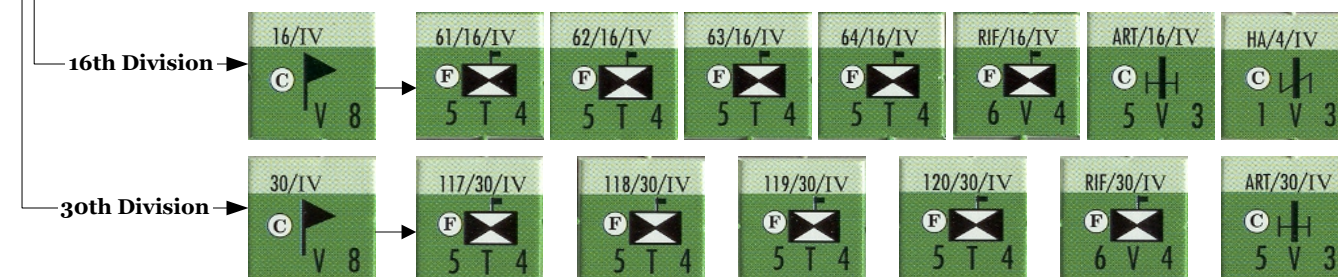 16th Division
16/IV
C
V 8
61/16/IV
F
5 T 4
62/16/IV
F
5 T 4
63/16/IV
F
5 T 4
64/16/IV
F
5 T 4
RIF/16/IV
F
6 V 4
ART/16/IV
C
5 V 3
HA/4/IV
C
1 V 3
30th Division
30/IV
C
V 8
117/30/IV
F
5 T 4
118/30/IV
F
5 T 4
119/30/IV
F
5 T 4
120/30/IV
F
5 T 4
RIF/30/IV
F
6 V 4
ART/30/IV
C
5 V 3